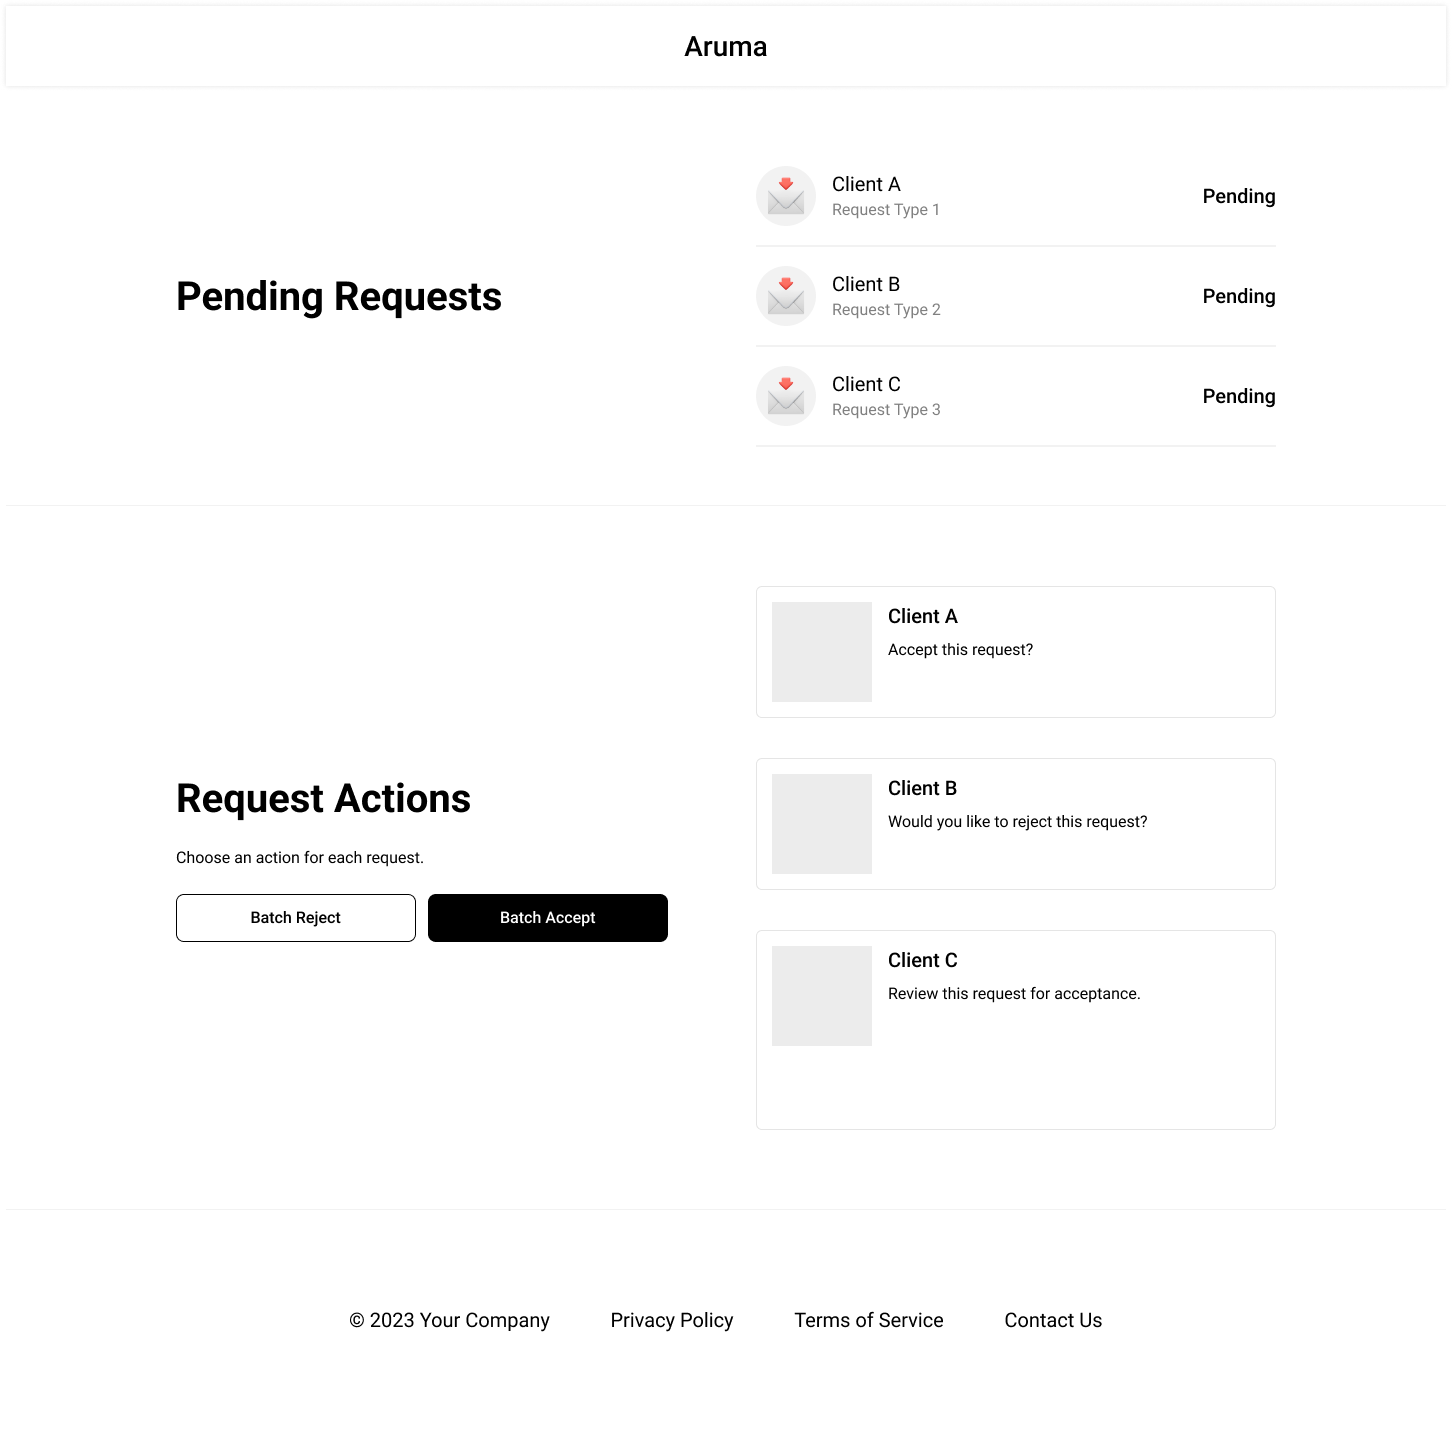 Aruma
Pending Requests
Client A
Request Type 1
Pending
Client B
Request Type 2
Pending
Client C
Request Type 3
Pending
Request Actions
Choose an action for each request.
Batch Reject
Batch Accept
Client A
Accept this request?
Client B
Would you like to reject this request?
Client C
Review this request for acceptance.
© 2023 Your Company
Privacy Policy
Terms of Service
Contact Us